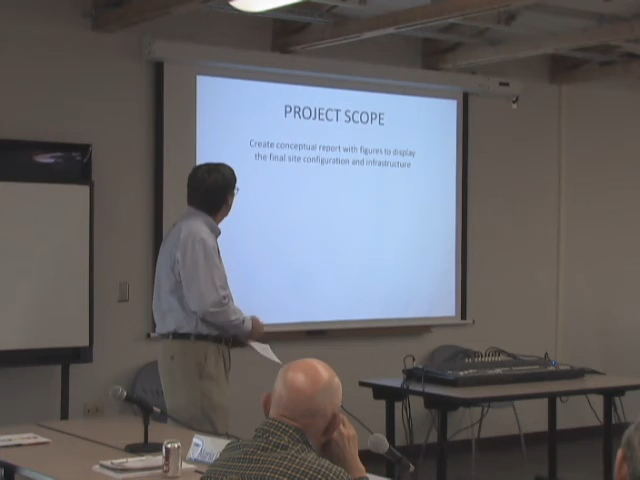 PROJECT SCOPE
Create conceptual report with figures to display
the final site configuration and infrastructure